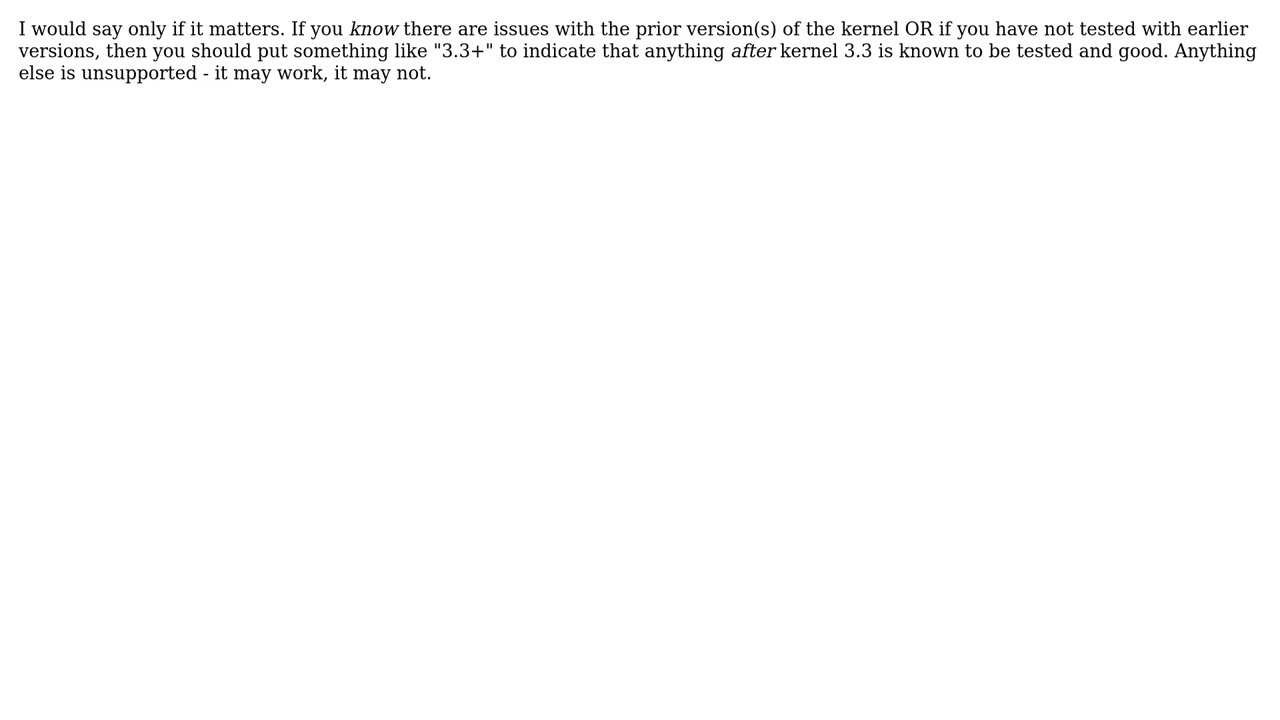 I would say only if it matters. If you know there are issues with the prior version(s) of the kernel OR if you have not tested with earlier
versions, then you should put something like "3.3+" to indicate that anything after kernel 3.3 is known to be tested and good. Anything
else is unsupported - it may work, it may not.